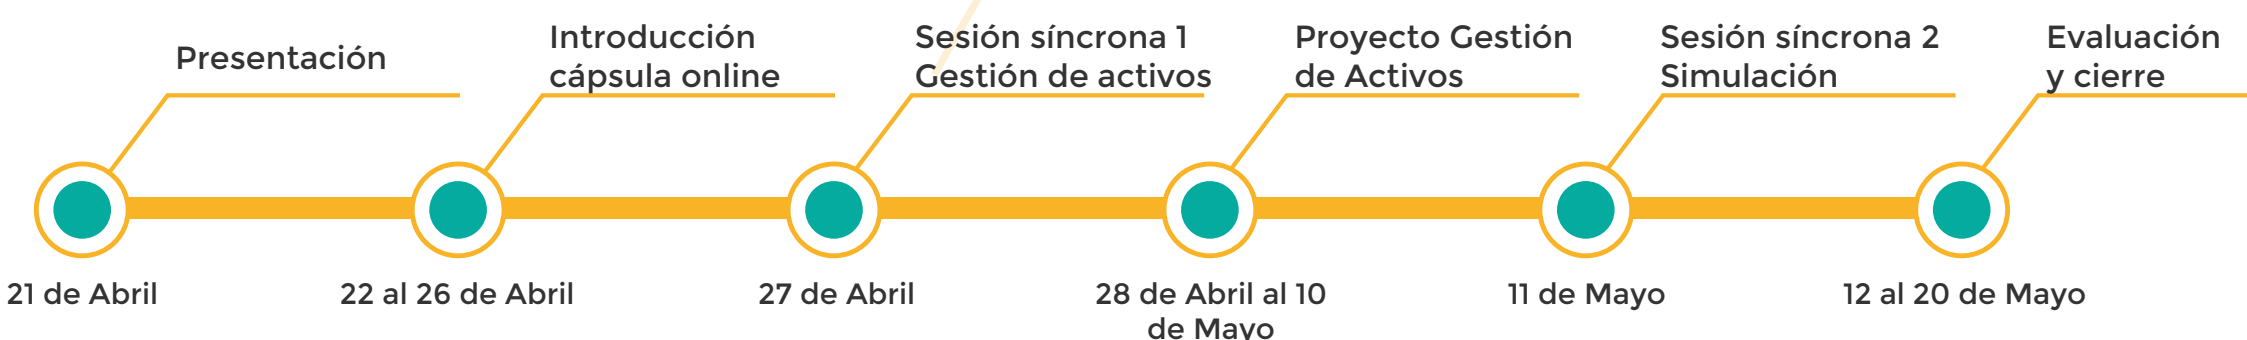 Presentación
Introducción
cápsula online
Sesión síncrona 1
Gestión de activos
Proyecto Gestión
de Activos
Sesión síncrona 2
Simulación
Evaluación
y cierre
21 de Abril
22 al 26 de Abril
27 de Abril
28 de Abril al 10
de Mayo
11 de Mayo
12 al 20 de Mayo